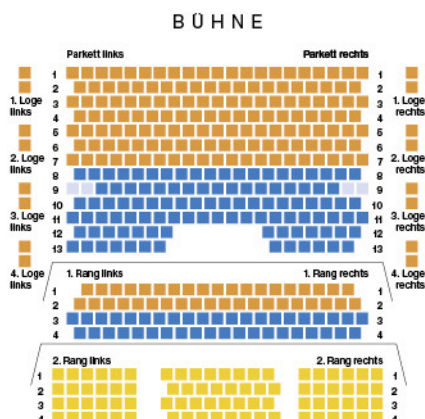 BÜHNE
Parkett links Parkett rechts
1 1
2 2
3 3
4 4
5 5
6 6
7 7
8 8
9 9
10 10
11 11
12 12
13 13
1. Loge links
2. Loge links
3. Loge links
4. Loge links
1. Loge rechts
2. Loge rechts
3. Loge rechts
4. Loge rechts
1. Rang links 1. Rang rechts
1 1
2 2
3 3
4 4
2. Rang links 2. Rang rechts
1 1
2 2
3 3
4 4